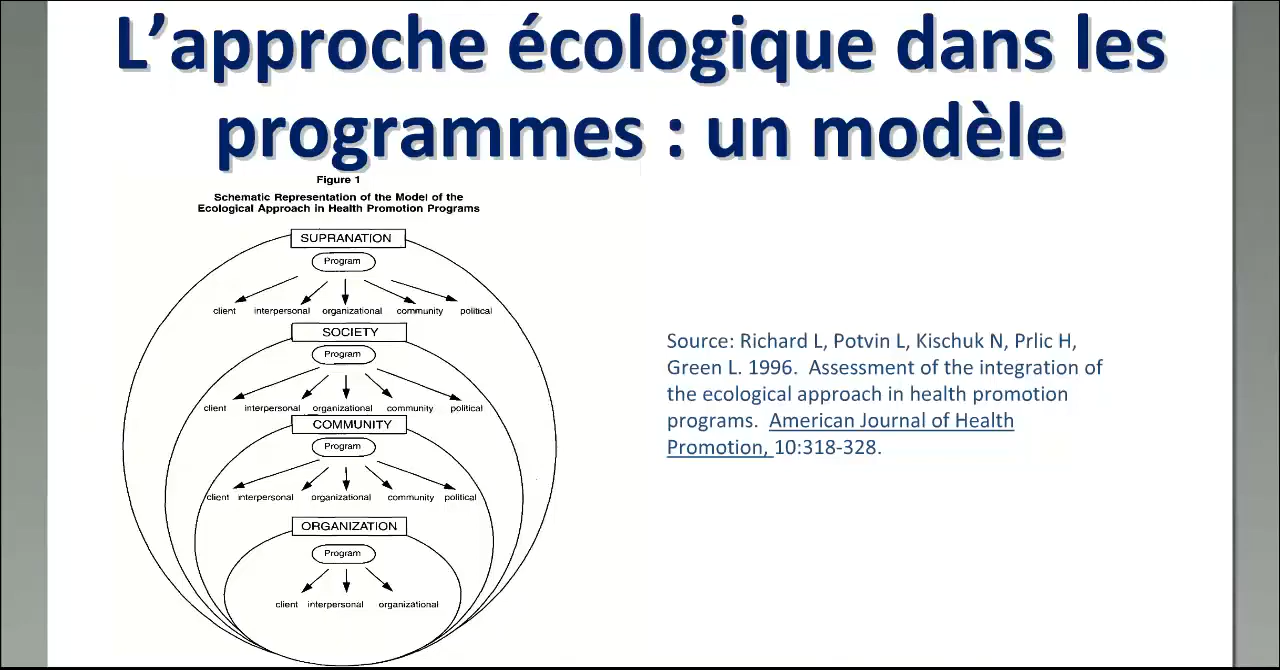 L’approche écologique dans les
programmes : un modèle
Figure 1
Schematic Representation of the Model of the
Ecological Approach in Health Promotion Programs
SUPRANATION
Program
client interpersonal organizational community political
SOCIETY
Program
client interpersonal organizational community political
COMMUNITY
Program
client interpersonal organizational community political
ORGANIZATION
Program
client interpersonal organizational
Source: Richard L, Potvin L, Kischuk N, Prlic H,
Green L. 1996. Assessment of the integration of
the ecological approach in health promotion
programs. American Journal of Health
Promotion, 10:318-328.